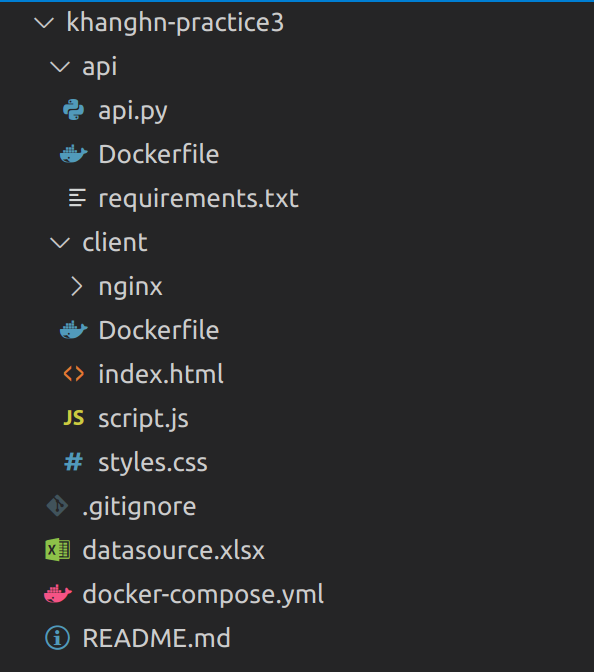 khanghn-practice3
api
api.py
Dockerfile
requirements.txt
client
nginx
Dockerfile
<> index.html
JS script.js
# styles.css
.gitignore
datasource.xlsx
docker-compose.yml
README.md